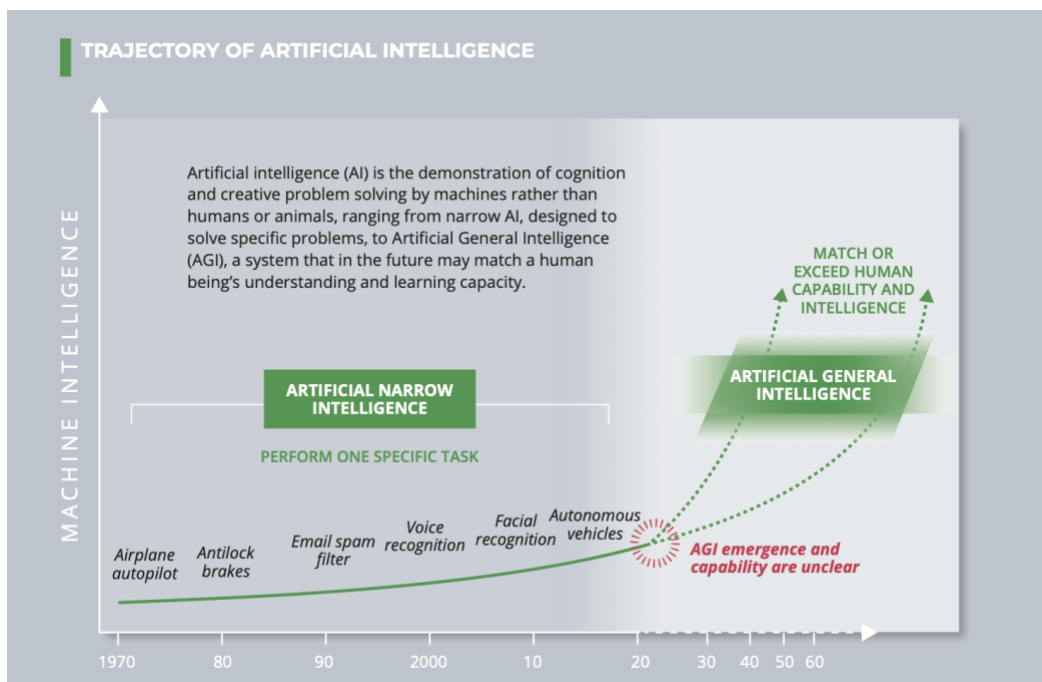 TRAJECTORY OF ARTIFICIAL INTELLIGENCE
MACHINE INTELLIGENCE
Artificial intelligence (AI) is the demonstration of cognition
and creative problem solving by machines rather than
humans or animals, ranging from narrow AI, designed to
solve specific problems, to Artificial General Intelligence
(AGI), a system that in the future may match a human
being’s understanding and learning capacity.
MATCH OR
EXCEED HUMAN
CAPABILITY AND
INTELLIGENCE
ARTIFICIAL NARROW
INTELLIGENCE
ARTIFICIAL GENERAL
INTELLIGENCE
PERFORM ONE SPECIFIC TASK
Airplane
autopilot
Antilock
brakes
Email spam
filter
Voice
recognition
Facial
recognition
Autonomous
vehicles
AGI emergence and
capability are unclear
1970 80 90 2000 10 20 30 40 50 60